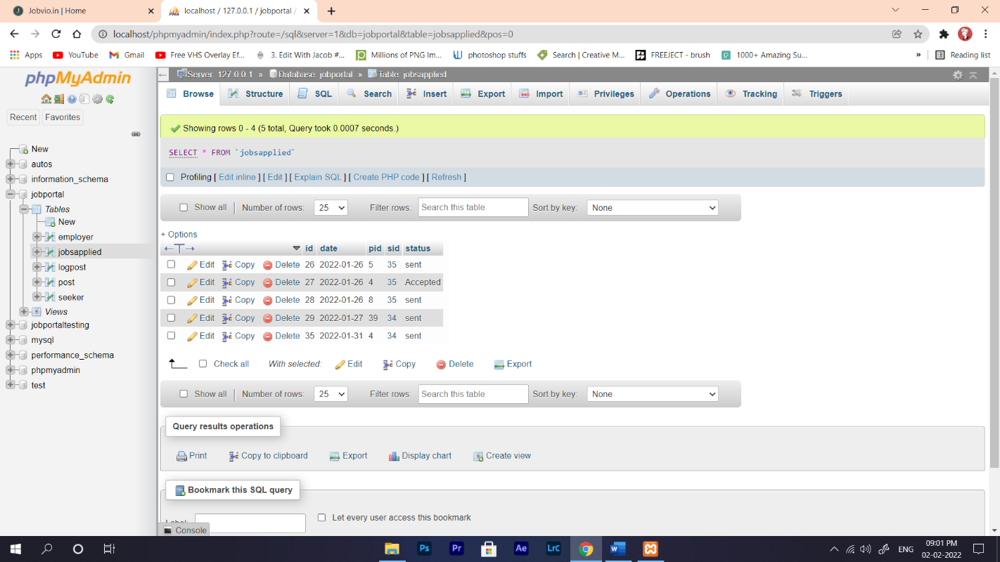 Jobvio.in | Home
localhost / 127.0.0.1 / jobportal /
localhost/phpmyadmin/index.php?route=/sql&server=1&db=jobportal&table=jobsapplied&pos=0
Apps YouTube Gmail Free VHS Overlay Ef... 3. Edit With Jacob #... Millions of PNG Im... photoshop stuffs Search | Creative M... FREEJECT - brush 1000+ Amazing Su... » Reading list
phpMyAdmin
Recent Favorites
New
autos
information_schema
jobportal
Tables
New
employer
jobsapplied
logpost
post
seeker
Views
jobportaltesting
mysql
performance_schema
phpmyadmin
test
Server: 127.0.0.1 » Database: jobportal » Table: jobsapplied
Browse Structure SQL Search Insert Export Import Privileges Operations Tracking Triggers
Showing rows 0 - 4 (5 total, Query took 0.0007 seconds.)
SELECT * FROM `jobsapplied`
Profiling [ Edit inline ] [ Edit ] [ Explain SQL ] [ Create PHP code ] [ Refresh ]
Show all | Number of rows: 25 Filter rows: Search this table Sort by key: None
+ Options
←T→ id date pid sid status
Edit Copy Delete 26 2022-01-26 5 35 sent
Edit Copy Delete 27 2022-01-26 4 35 Accepted
Edit Copy Delete 28 2022-01-26 8 35 sent
Edit Copy Delete 29 2022-01-27 39 34 sent
Edit Copy Delete 35 2022-01-31 4 34 sent
Check all With selected: Edit Copy Delete Export
Show all | Number of rows: 25 Filter rows: Search this table Sort by key: None
Query results operations
Print Copy to clipboard Export Display chart Create view
Bookmark this SQL query
Label: Let every user access this bookmark
Console
Ps Pr Ae LrC ENG 09:01 PM
02-02-2022